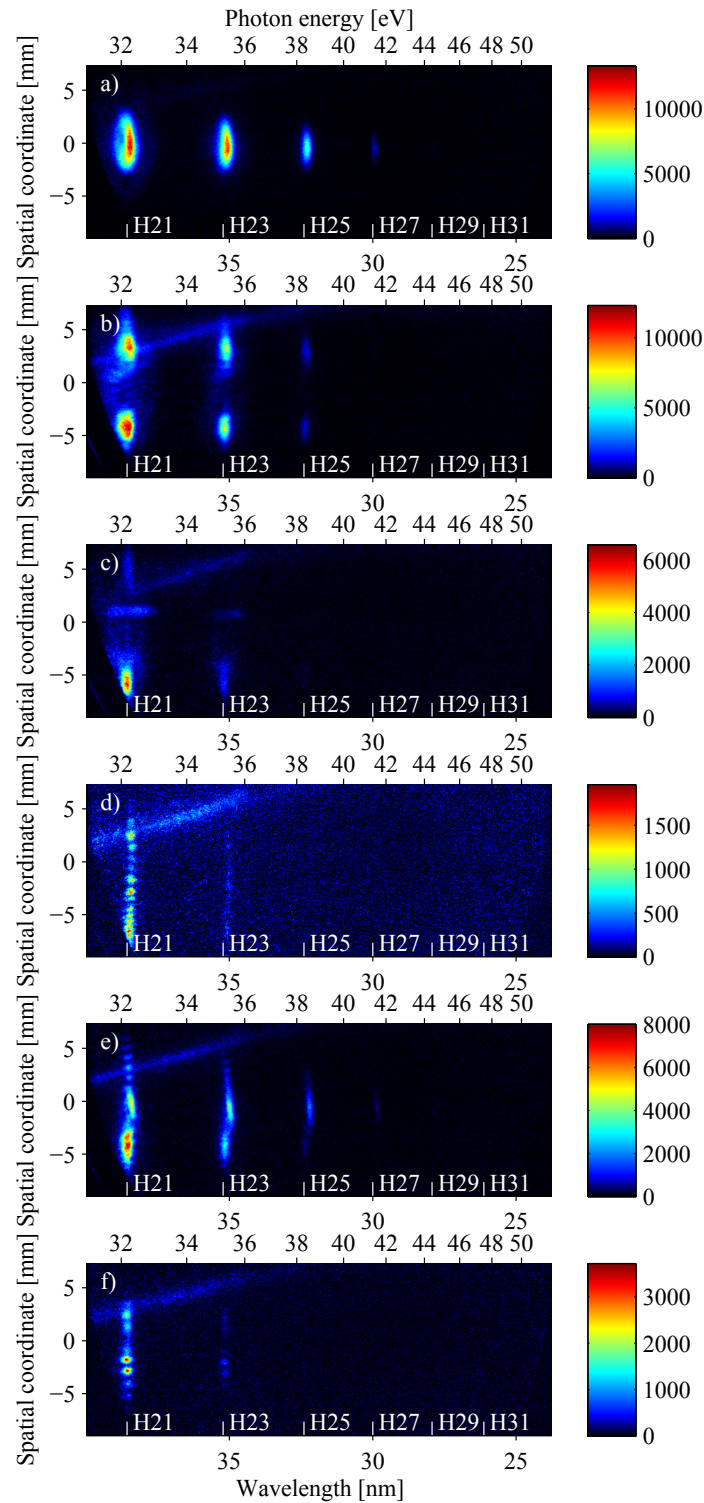 Photon energy [eV]
32 34 36 38 40 42 44 46 48 50
a)
Spatial coordinate [mm]
5
0
−5
H21 H23 H25 H27 H29 H31
35 30 25
10000
5000
0
32 34 36 38 40 42 44 46 48 50
b)
Spatial coordinate [mm]
5
0
−5
H21 H23 H25 H27 H29 H31
35 30 25
10000
5000
0
32 34 36 38 40 42 44 46 48 50
c)
Spatial coordinate [mm]
5
0
−5
H21 H23 H25 H27 H29 H31
35 30 25
6000
4000
2000
0
32 34 36 38 40 42 44 46 48 50
d)
Spatial coordinate [mm]
5
0
−5
H21 H23 H25 H27 H29 H31
35 30 25
1500
1000
500
0
32 34 36 38 40 42 44 46 48 50
e)
Spatial coordinate [mm]
5
0
−5
H21 H23 H25 H27 H29 H31
35 30 25
8000
6000
4000
2000
0
32 34 36 38 40 42 44 46 48 50
f)
Spatial coordinate [mm]
5
0
−5
H21 H23 H25 H27 H29 H31
35 30 25
3000
2000
1000
0
Wavelength [nm]